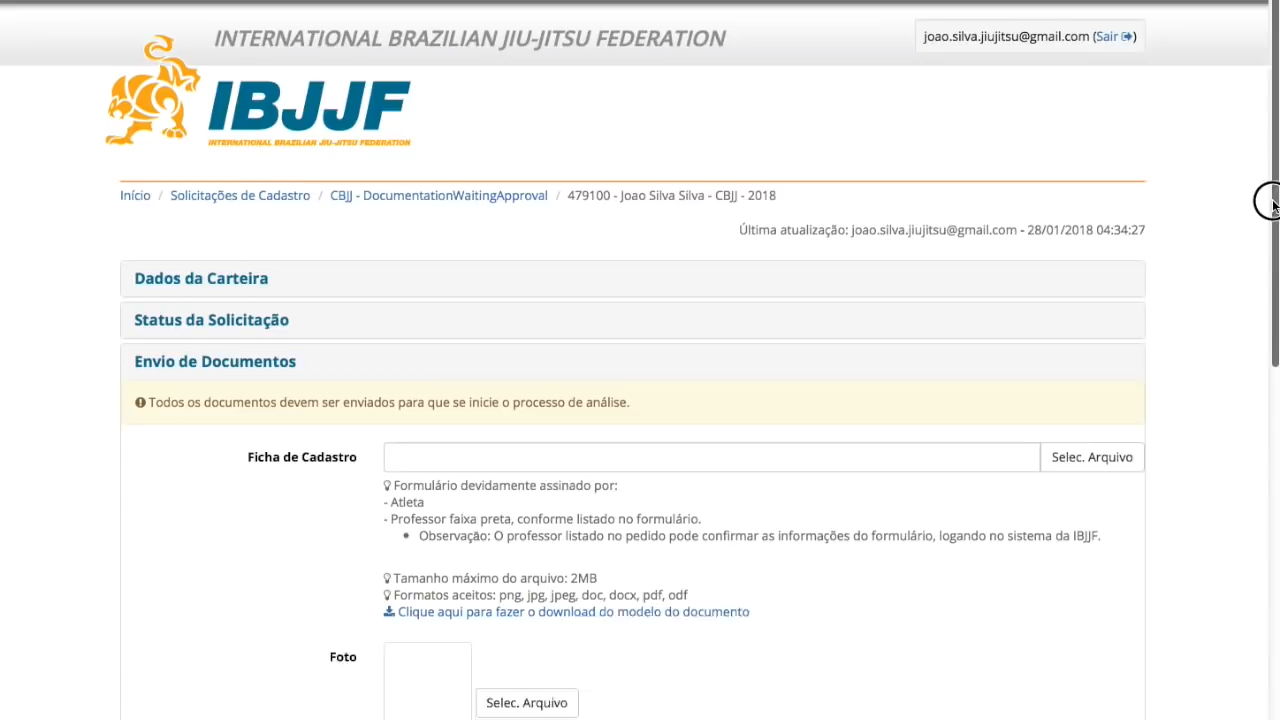 INTERNATIONAL BRAZILIAN JIU-JITSU FEDERATION
joao.silva.jiujitsu@gmail.com (Sair)
IBJJF
INTERNATIONAL BRAZILIAN JIU-JITSU FEDERATION
Início / Solicitações de Cadastro / CBJJ - DocumentationWaitingApproval / 479100 - Joao Silva Silva - CBJJ - 2018
Última atualização: joao.silva.jiujitsu@gmail.com - 28/01/2018 04:34:27
Dados da Carteira
Status da Solicitação
Envio de Documentos
Todos os documentos devem ser enviados para que se inicie o processo de análise.
Ficha de Cadastro
Selec. Arquivo
Formulário devidamente assinado por:
- Atleta
- Professor faixa preta, conforme listado no formulário.
• Observação: O professor listado no pedido pode confirmar as informações do formulário, logando no sistema da IBJJF.
Tamanho máximo do arquivo: 2MB
Formatos aceitos: png, jpg, jpeg, doc, docx, pdf, odf
Clique aqui para fazer o download do modelo do documento
Foto
Selec. Arquivo